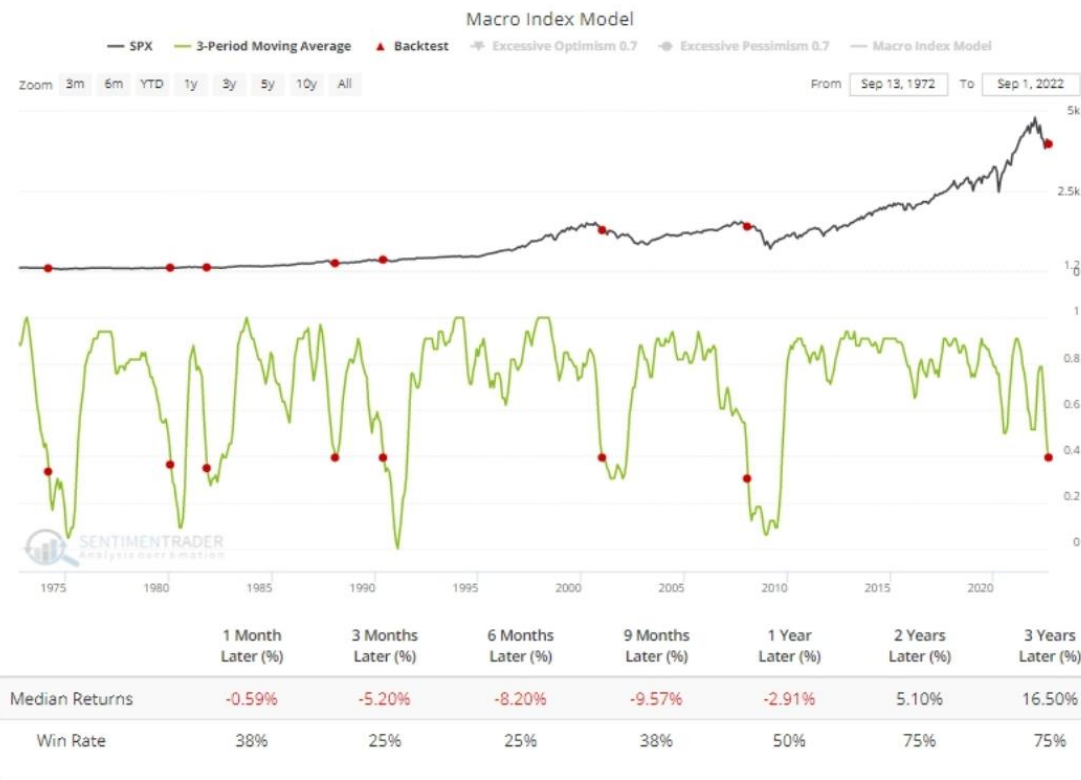 Macro Index Model
SPX 3-Period Moving Average Backtest Excessive Optimism 0.7 Excessive Pessimism 0.7 Macro Index Model
Zoom 3m 6m YTD 1y 3y 5y 10y All From Sep 13, 1972 To Sep 1, 2022
5k
2.5k
1.2
0
1
0.8
0.6
0.4
0.2
0
SENTIMENTRADER
Analysis over Emotion
1975 1980 1985 1990 1995 2000 2005 2010 2015 2020
1 Month 3 Months 6 Months 9 Months 1 Year 2 Years 3 Years
Later (%) Later (%) Later (%) Later (%) Later (%) Later (%) Later (%)
Median Returns -0.59% -5.20% -8.20% -9.57% -2.91% 5.10% 16.50%
Win Rate 38% 25% 25% 38% 50% 75% 75%